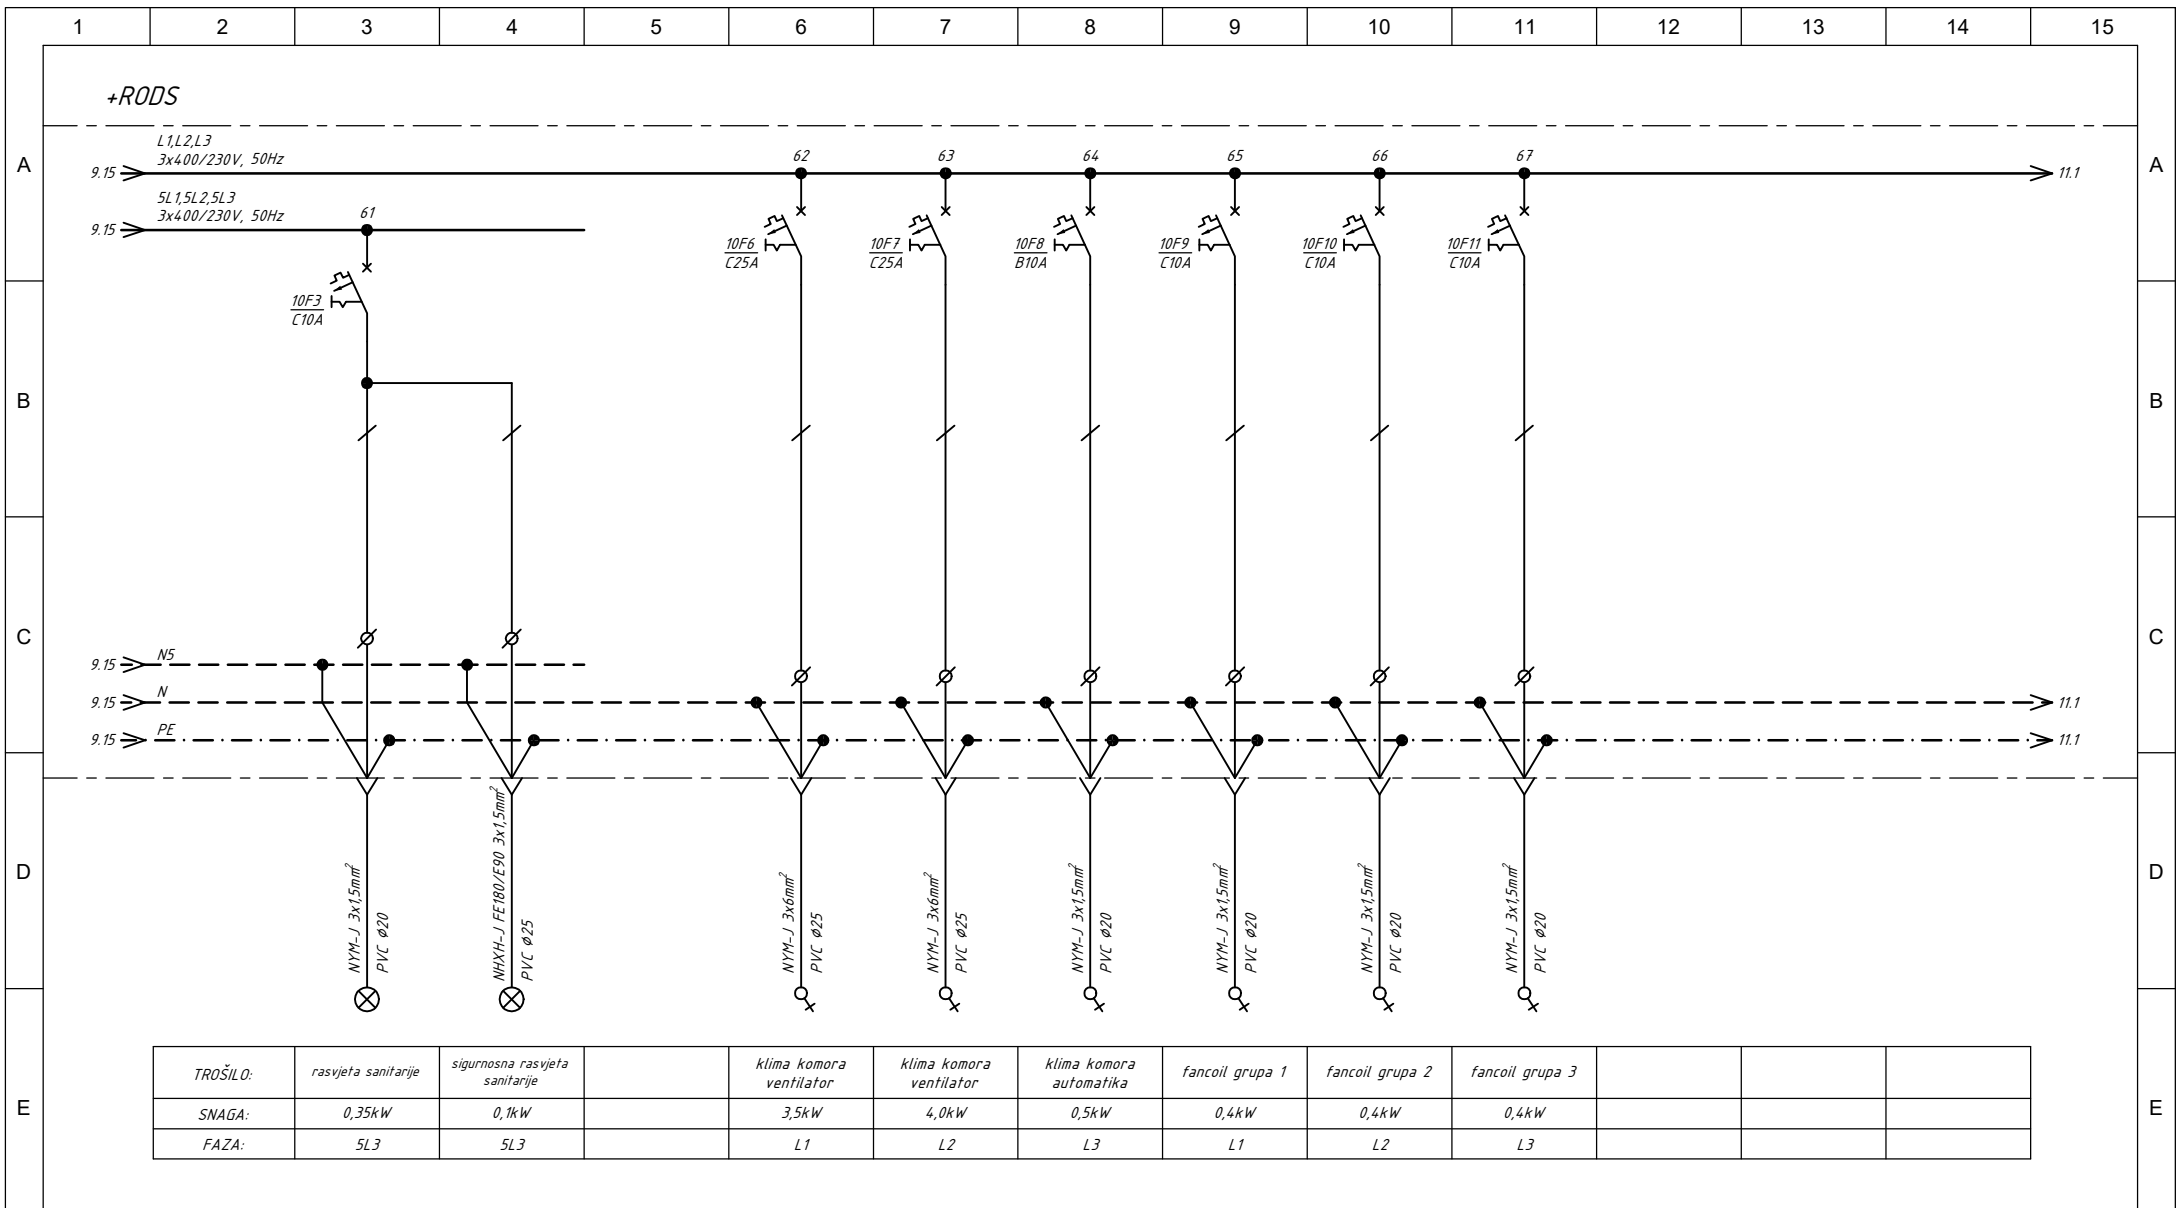 1 2 3 4 5 6 7 8 9 10 11 12 13 14 15
+RODS
A A
L1,L2,L3
3x400/230V, 50Hz
9.15 11.1
62 63 64 65 66 67
5L1,5L2,5L3
3x400/230V, 50Hz
9.15
61
10F6 10F7 10F8 10F9 10F10 10F11
C25A C25A B10A C10A C10A C10A
10F3
C10A
B B
C C
9.15 N5
9.15 N 11.1
9.15 PE 11.1
D D
NYM-J 3x1,5mm²
PVC ø20
NHXH-J FE180/E90 3x1,5mm²
PVC ø25
NYM-J 3x6mm²
PVC ø25
NYM-J 3x6mm²
PVC ø25
NYM-J 3x1,5mm²
PVC ø20
NYM-J 3x1,5mm²
PVC ø20
NYM-J 3x1,5mm²
PVC ø20
NYM-J 3x1,5mm²
PVC ø20
E E
TROŠILO: rasvjeta sanitarije sigurnosna rasvjeta sanitarije klima komora ventilator klima komora ventilator klima komora automatika fancoil grupa 1 fancoil grupa 2 fancoil grupa 3
SNAGA: 0,35kW 0,1kW 3,5kW 4,0kW 0,5kW 0,4kW 0,4kW 0,4kW
FAZA: 5L3 5L3 L1 L2 L3 L1 L2 L3